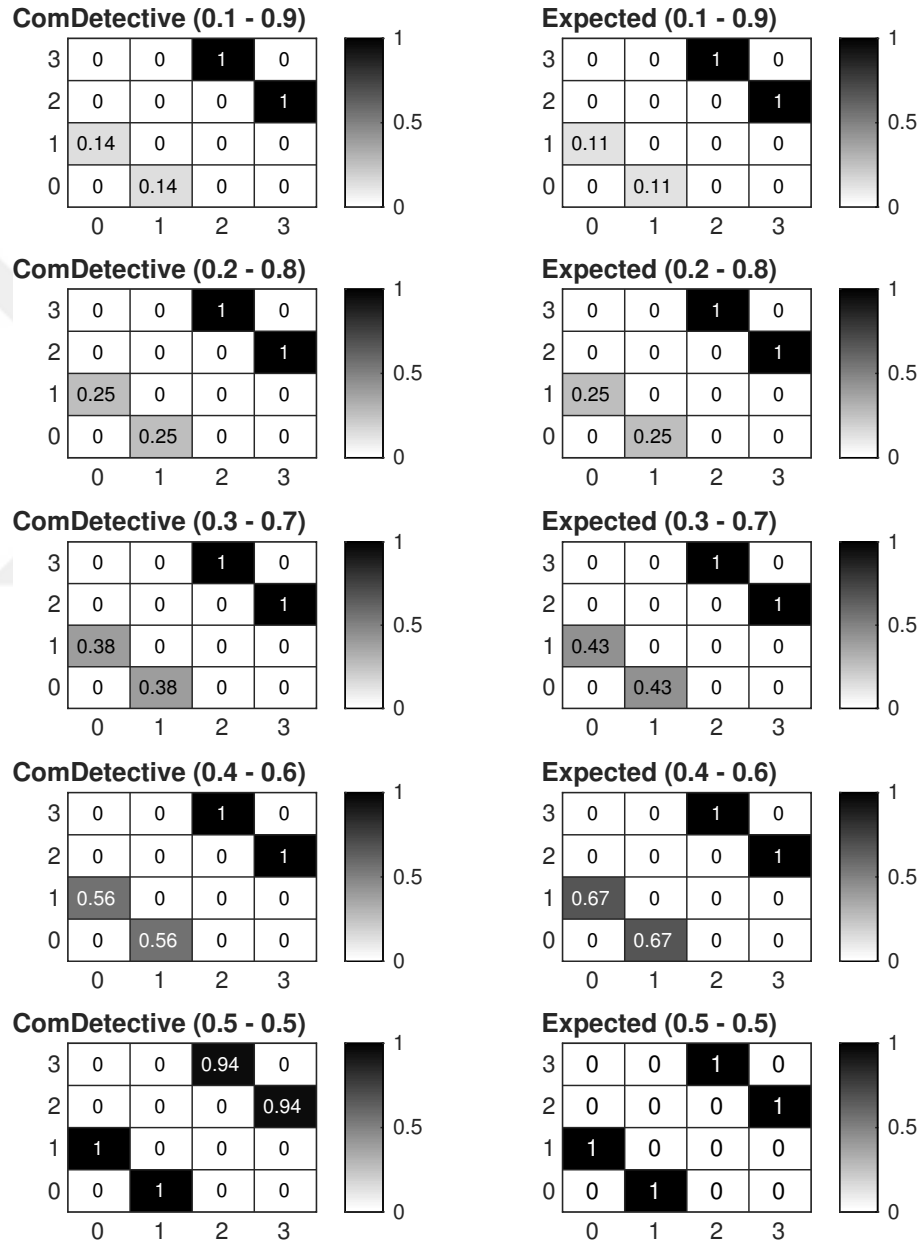 ComDetective (0.1 - 0.9)
3 0 0 1 0
2 0 0 0 1
1 0.14 0 0 0
0 0 0.14 0 0
0 1 2 3
1
0.5
0
Expected (0.1 - 0.9)
3 0 0 1 0
2 0 0 0 1
1 0.11 0 0 0
0 0 0.11 0 0
0 1 2 3
1
0.5
0
ComDetective (0.2 - 0.8)
3 0 0 1 0
2 0 0 0 1
1 0.25 0 0 0
0 0 0.25 0 0
0 1 2 3
1
0.5
0
Expected (0.2 - 0.8)
3 0 0 1 0
2 0 0 0 1
1 0.25 0 0 0
0 0 0.25 0 0
0 1 2 3
1
0.5
0
ComDetective (0.3 - 0.7)
3 0 0 1 0
2 0 0 0 1
1 0.38 0 0 0
0 0 0.38 0 0
0 1 2 3
1
0.5
0
Expected (0.3 - 0.7)
3 0 0 1 0
2 0 0 0 1
1 0.43 0 0 0
0 0 0.43 0 0
0 1 2 3
1
0.5
0
ComDetective (0.4 - 0.6)
3 0 0 1 0
2 0 0 0 1
1 0.56 0 0 0
0 0 0.56 0 0
0 1 2 3
1
0.5
0
Expected (0.4 - 0.6)
3 0 0 1 0
2 0 0 0 1
1 0.67 0 0 0
0 0 0.67 0 0
0 1 2 3
1
0.5
0
ComDetective (0.5 - 0.5)
3 0 0 0.94 0
2 0 0 0 0.94
1 1 0 0 0
0 0 1 0 0
0 1 2 3
1
0.5
0
Expected (0.5 - 0.5)
3 0 0 1 0
2 0 0 0 1
1 1 0 0 0
0 0 1 0 0
0 1 2 3
1
0.5
0